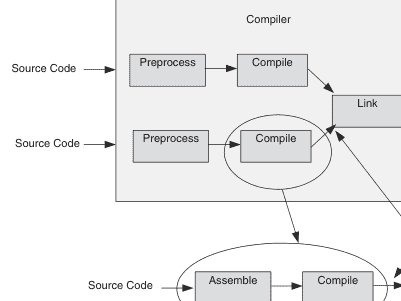 Compiler
Source Code
Preprocess
Compile
Link
Source Code
Preprocess
Compile
Source Code
Assemble
Compile